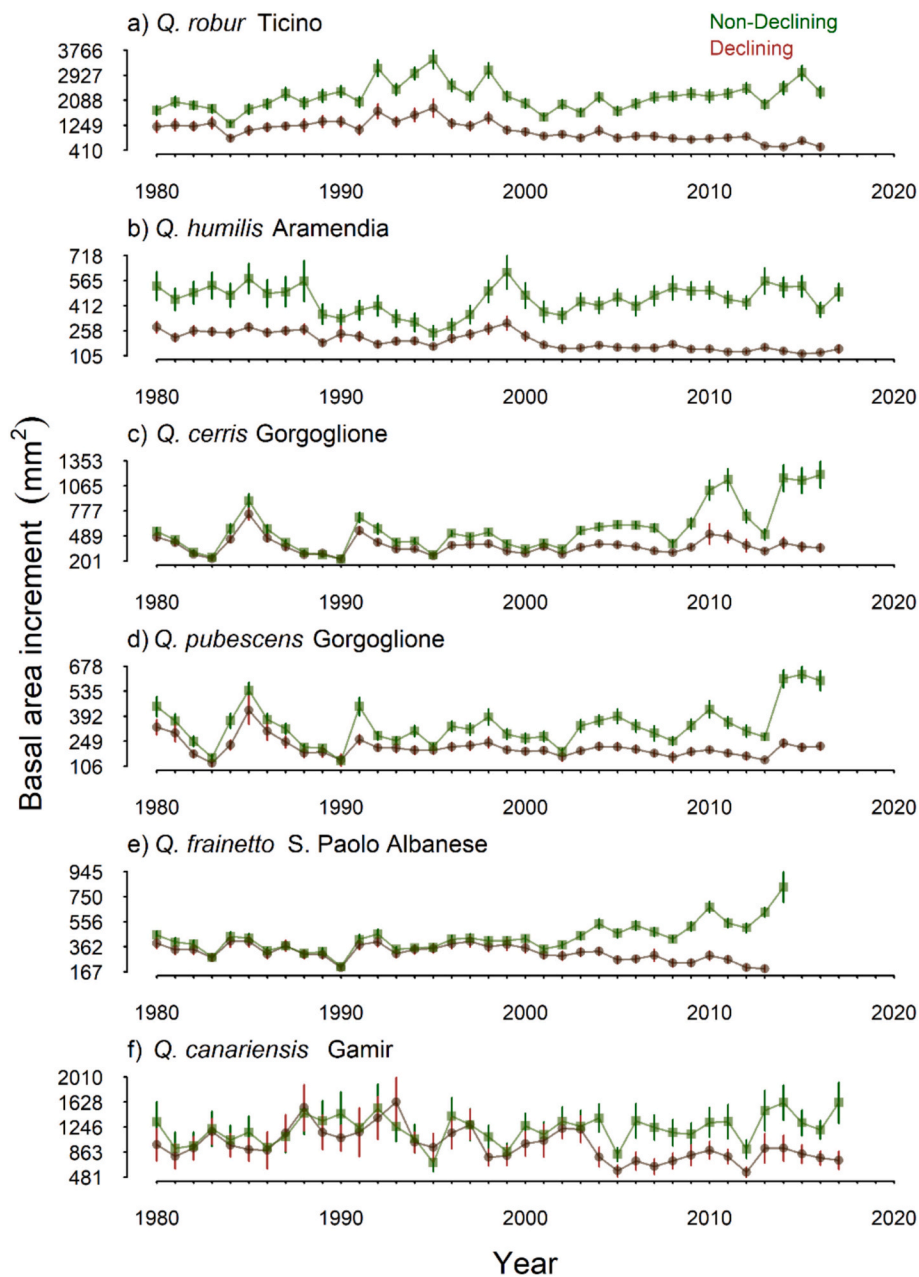 a) Q. robur Ticino
Non-Declining
Declining
3766
2927
2088
1249
410
1980 1990 2000 2010 2020
b) Q. humilis Aramendia
718
565
412
258
105
1980 1990 2000 2010 2020
c) Q. cerris Gorgoglione
1353
1065
777
489
201
1980 1990 2000 2010 2020
d) Q. pubescens Gorgoglione
678
535
392
249
106
1980 1990 2000 2010 2020
e) Q. frainetto S. Paolo Albanese
945
750
556
362
167
1980 1990 2000 2010 2020
f) Q. canariensis Gamir
2010
1628
1246
863
481
1980 1990 2000 2010 2020
Basal area increment (mm²)
Year